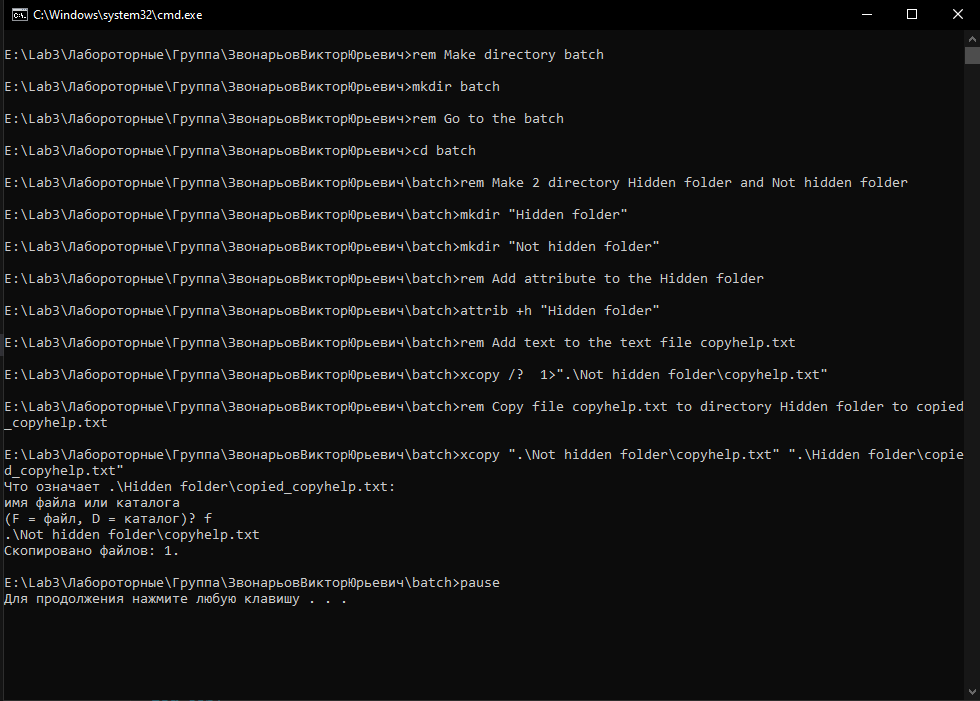 C:\Windows\system32\cmd.exe
E:\Lab3\Лабороторные\Группа\ЗвонарьовВикторЮрьевич>rem Make directory batch
E:\Lab3\Лабороторные\Группа\ЗвонарьовВикторЮрьевич>mkdir batch
E:\Lab3\Лабороторные\Группа\ЗвонарьовВикторЮрьевич>rem Go to the batch
E:\Lab3\Лабороторные\Группа\ЗвонарьовВикторЮрьевич>cd batch
E:\Lab3\Лабороторные\Группа\ЗвонарьовВикторЮрьевич\batch>rem Make 2 directory Hidden folder and Not hidden folder
E:\Lab3\Лабороторные\Группа\ЗвонарьовВикторЮрьевич\batch>mkdir "Hidden folder"
E:\Lab3\Лабороторные\Группа\ЗвонарьовВикторЮрьевич\batch>mkdir "Not hidden folder"
E:\Lab3\Лабороторные\Группа\ЗвонарьовВикторЮрьевич\batch>rem Add attribute to the Hidden folder
E:\Lab3\Лабороторные\Группа\ЗвонарьовВикторЮрьевич\batch>attrib +h "Hidden folder"
E:\Lab3\Лабороторные\Группа\ЗвонарьовВикторЮрьевич\batch>rem Add text to the text file copyhelp.txt
E:\Lab3\Лабороторные\Группа\ЗвонарьовВикторЮрьевич\batch>xcopy /?  1>".\Not hidden folder\copyhelp.txt"
E:\Lab3\Лабороторные\Группа\ЗвонарьовВикторЮрьевич\batch>rem Copy file copyhelp.txt to directory Hidden folder to copied
_copyhelp.txt
E:\Lab3\Лабороторные\Группа\ЗвонарьовВикторЮрьевич\batch>xcopy ".\Not hidden folder\copyhelp.txt" ".\Hidden folder\copie
d_copyhelp.txt"
Что означает .\Hidden folder\copied_copyhelp.txt:
имя файла или каталога
(F = файл, D = каталог)? f
.\Not hidden folder\copyhelp.txt
Скопировано файлов: 1.
E:\Lab3\Лабороторные\Группа\ЗвонарьовВикторЮрьевич\batch>pause
Для продолжения нажмите любую клавишу . . .